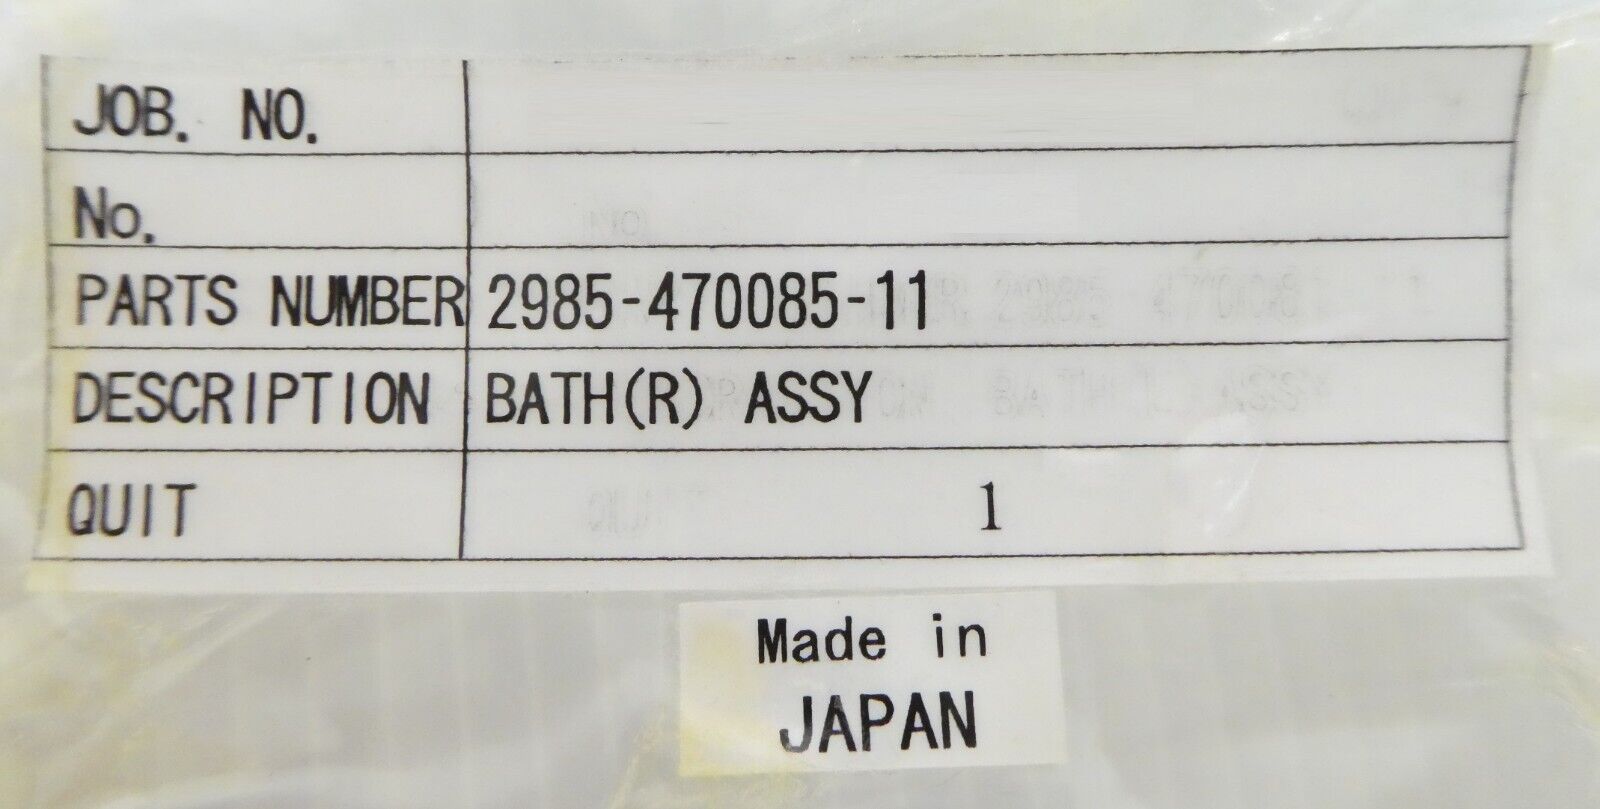 JOB. NO.
No.
PARTS NUMBER 2985-470085-11
DESCRIPTION BATH(R) ASSY
QUIT 1
Made in
JAPAN